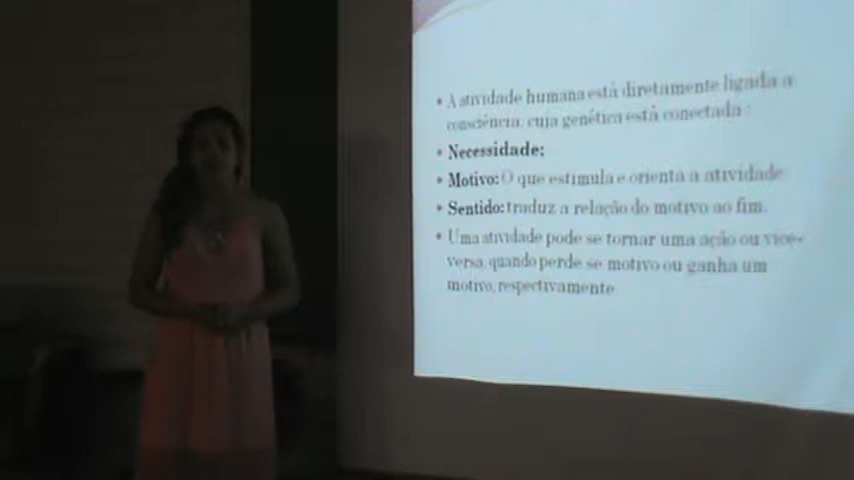 • A atividade humana está diretamente ligada a
consciência, cuja genética está conectada :
• Necessidade;
• Motivo: O que estimula e orienta a atividade
• Sentido: traduz a relação do motivo ao fim.
• Uma atividade pode se tornar uma ação ou vice-
versa, quando perde se motivo ou ganha um
motivo, respectivamente.